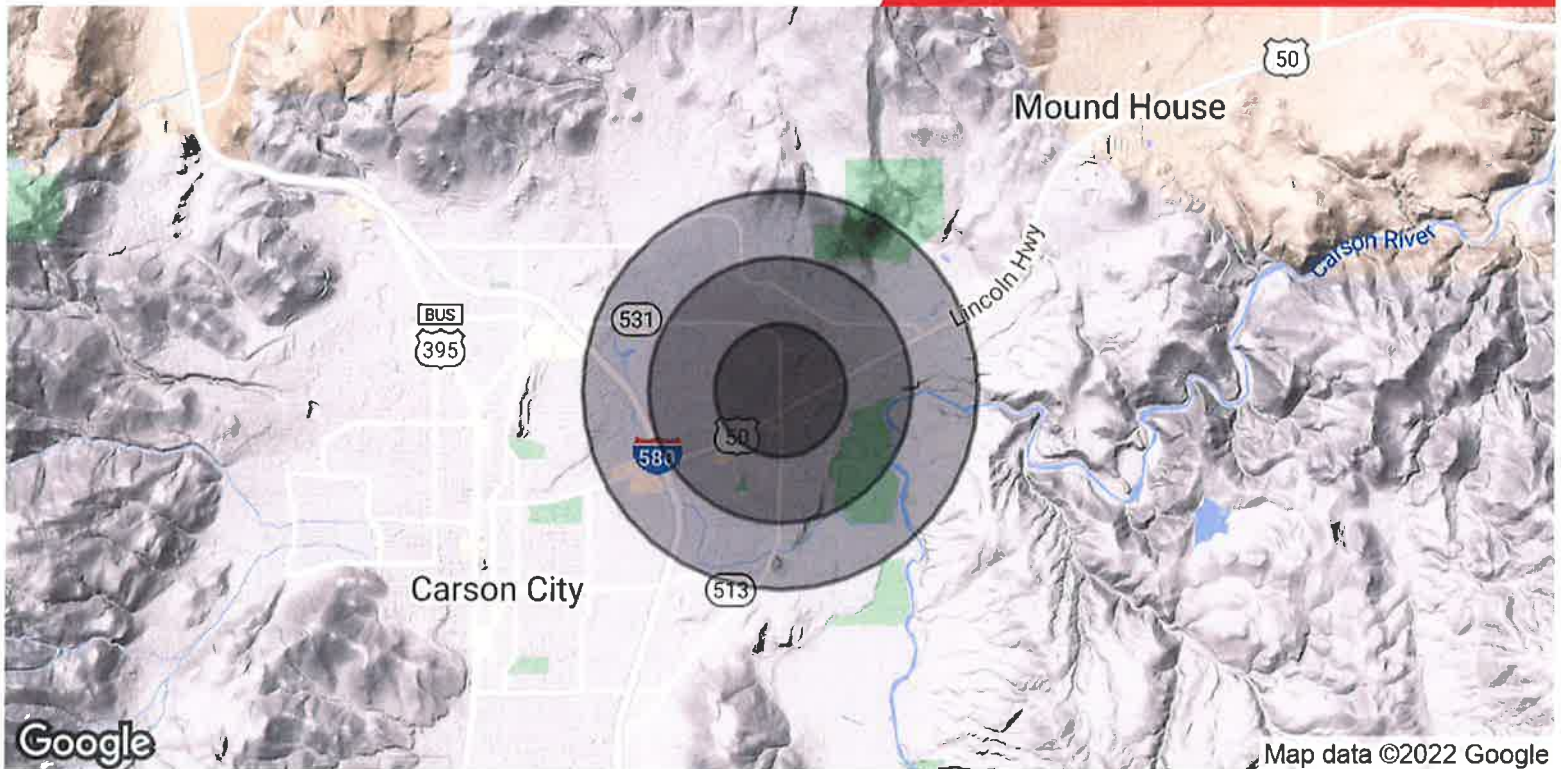 50
Mound House
Carson River
Lincoln Hwy
BUS
395
531
50
580
Carson City
513
Google
Map data ©2022 Google